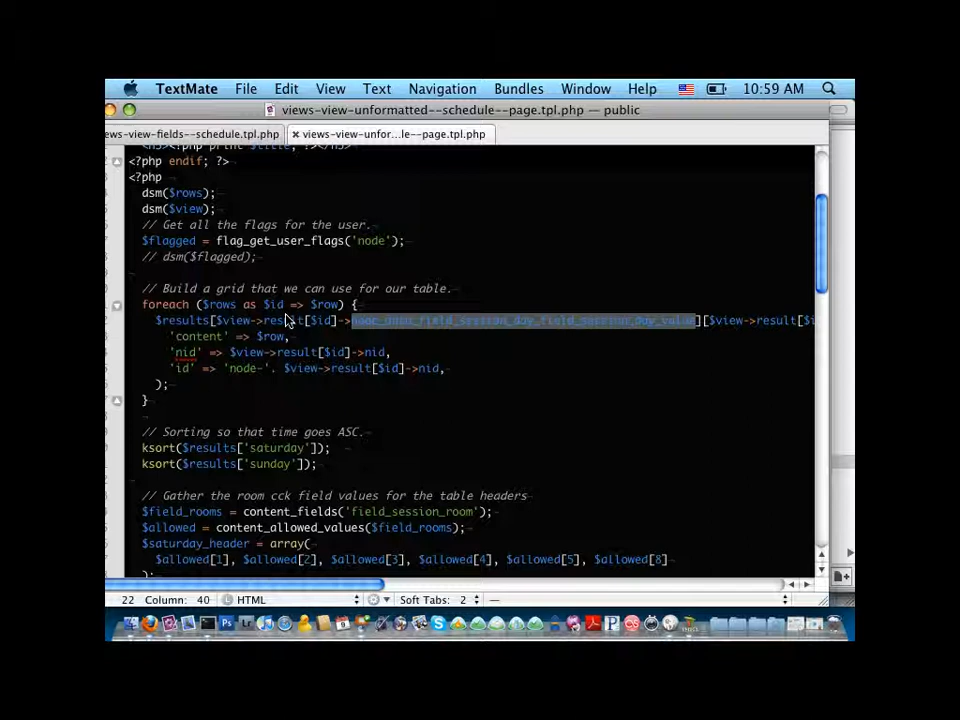 TextMate File Edit View Text Navigation Bundles Window Help 10:59 AM
views-view-unformatted--schedule--page.tpl.php — public
ews-view-fields--schedule.tpl.php × views-view-unfor...le--page.tpl.php
<?php endif; ?>
<?php
dsm($rows);
dsm($view);
// Get all the flags for the user.
$flagged = flag_get_user_flags('node');
// dsm($flagged);
// Build a grid that we can use for our table.
foreach ($rows as $id => $row) {
$results[$view->result[$id]->node_data_field_session_day_field_session_day_value][$view->result[$i
'content' => $row,
'nid' => $view->result[$id]->nid,
'id' => 'node-'. $view->result[$id]->nid,
);
}
// Sorting so that time goes ASC.
ksort($results['saturday']);
ksort($results['sunday']);
// Gather the room cck field values for the table headers
$field_rooms = content_fields('field_session_room');
$allowed = content_allowed_values($field_rooms);
$saturday_header = array(
$allowed[1], $allowed[2], $allowed[3], $allowed[4], $allowed[5], $allowed[8]
22 Column: 40 HTML Soft Tabs: 2 —